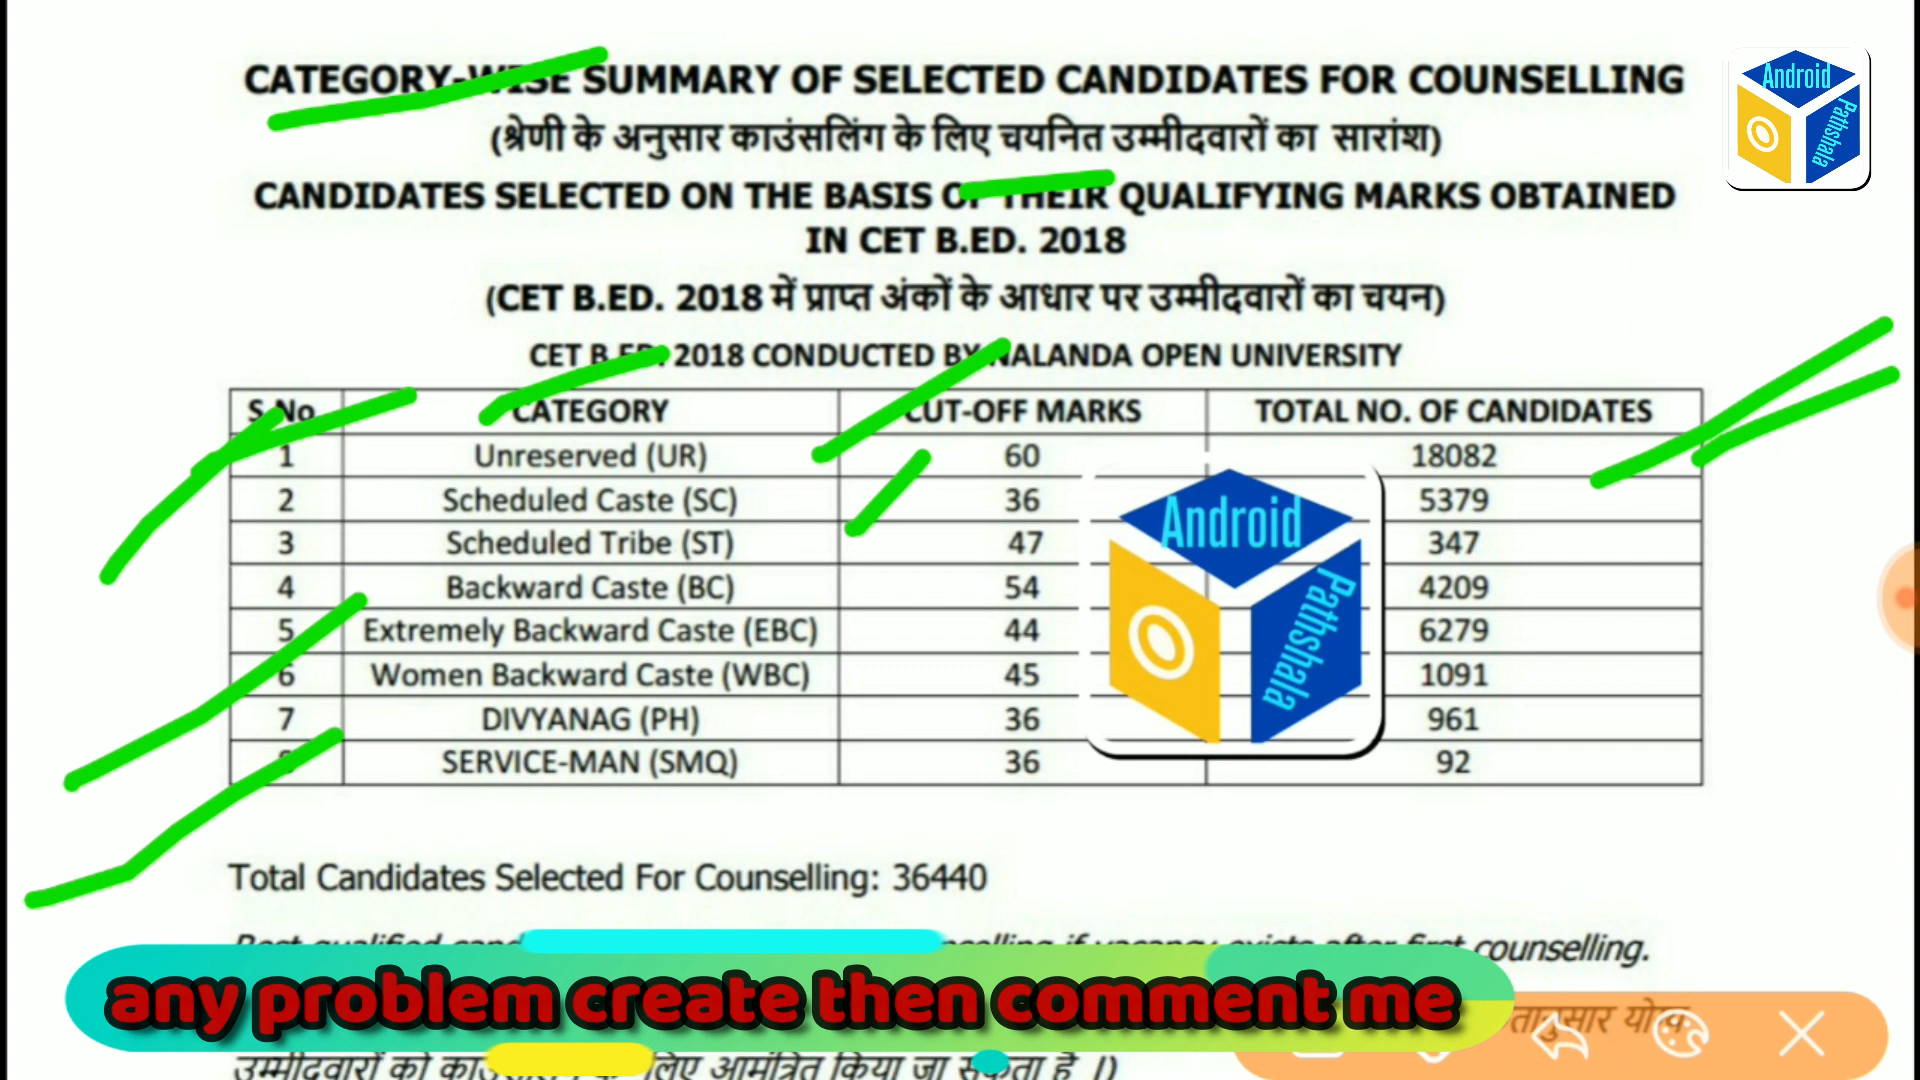 CATEGORY-WISE SUMMARY OF SELECTED CANDIDATES FOR COUNSELLING
(श्रेणी के अनुसार काउंसलिंग के लिए चयनित उम्मीदवारों का सारांश)
CANDIDATES SELECTED ON THE BASIS OF THEIR QUALIFYING MARKS OBTAINED
IN CET B.ED. 2018
(CET B.ED. 2018 में प्राप्त अंकों के आधार पर उम्मीदवारों का चयन)
CET B.ED. 2018 CONDUCTED BY NALANDA OPEN UNIVERSITY
S.No CATEGORY CUT-OFF MARKS TOTAL NO. OF CANDIDATES
1 Unreserved (UR) 60 18082
2 Scheduled Caste (SC) 36 5379
3 Scheduled Tribe (ST) 47 347
4 Backward Caste (BC) 54 4209
5 Extremely Backward Caste (EBC) 44 6279
6 Women Backward Caste (WBC) 45 1091
7 DIVYANAG (PH) 36 961
8 SERVICE-MAN (SMQ) 36 92
Android
Pathshala
Android
Pathshala
Total Candidates Selected For Counselling: 36440
counselling.
any problem create then comment me
उम्मीदवारों को लिए आमंत्रित किया जा सकता है ।)